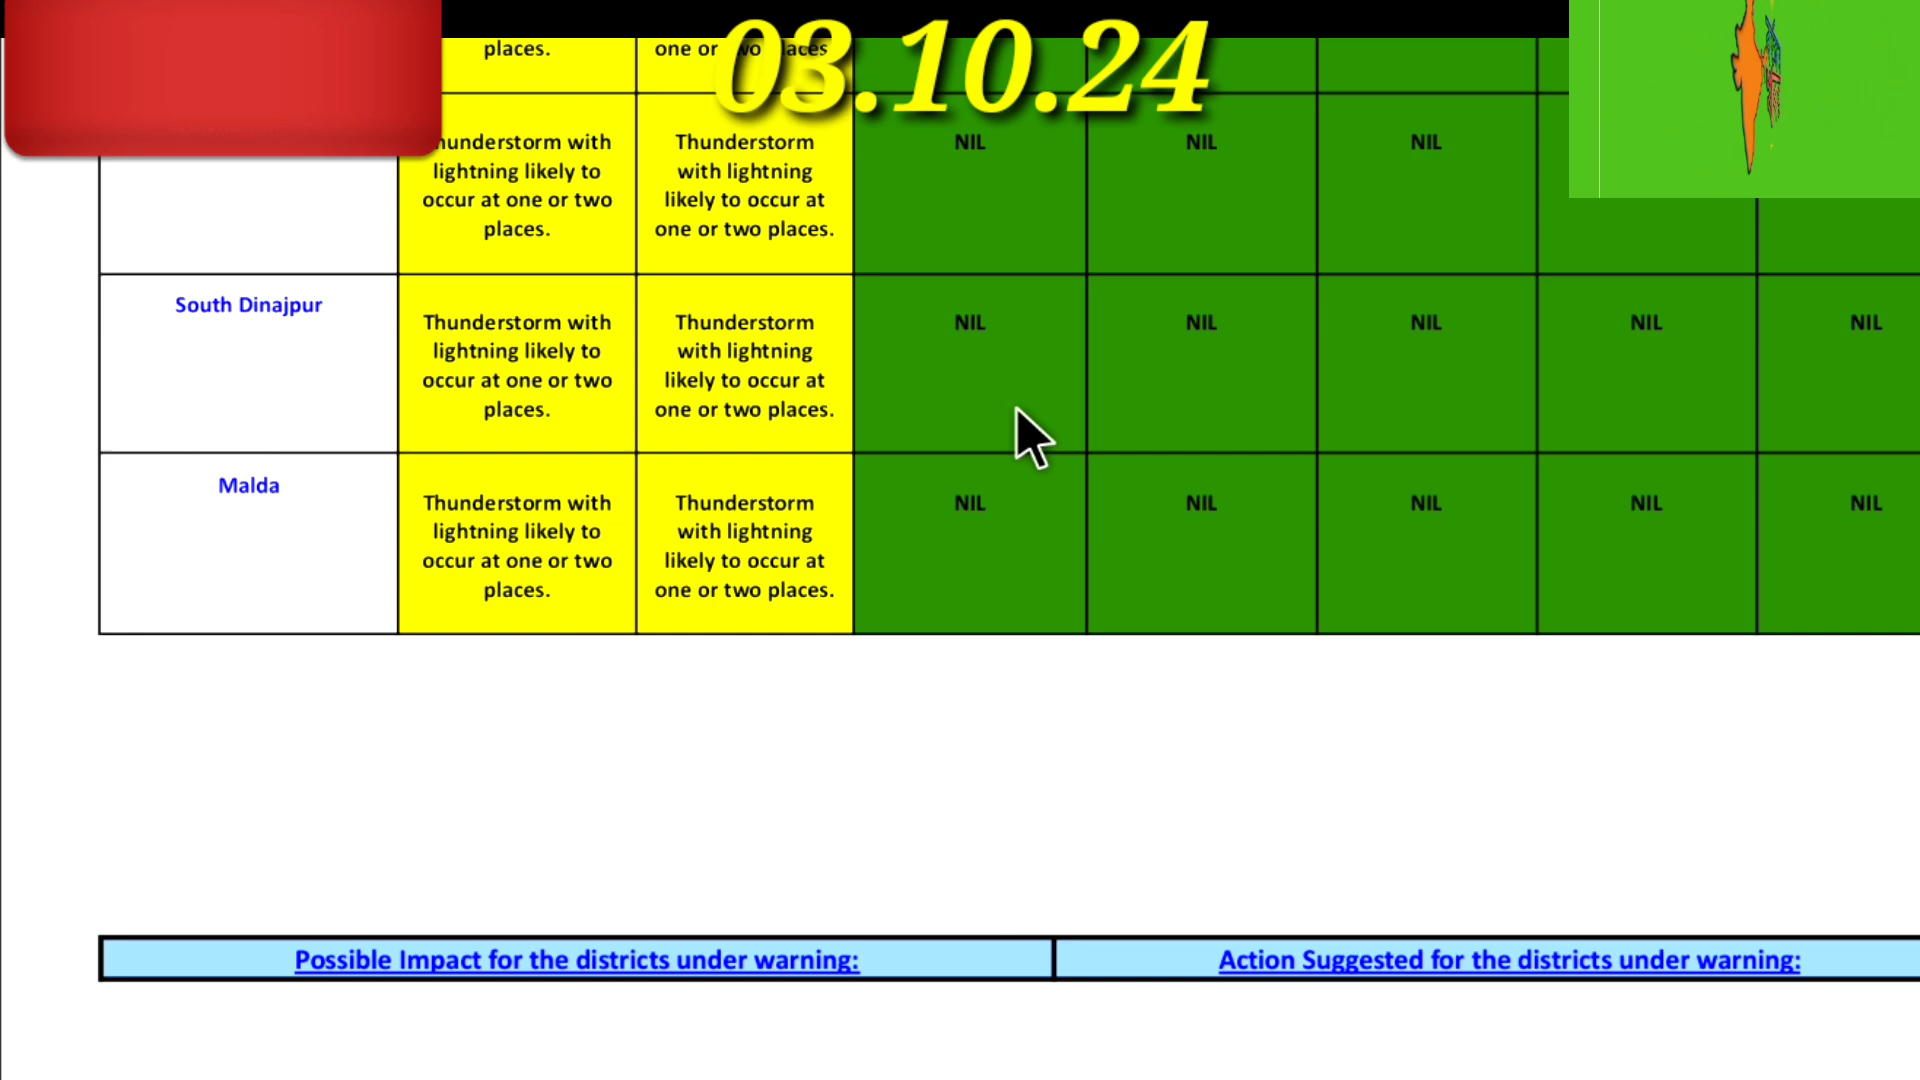 03.10.24
places.
one or two places
Thunderstorm with
lightning likely to
occur at one or two
places.
Thunderstorm
with lightning
likely to occur at
one or two places.
NIL
NIL
NIL
South Dinajpur
Thunderstorm with
lightning likely to
occur at one or two
places.
Thunderstorm
with lightning
likely to occur at
one or two places.
NIL
NIL
NIL
NIL
NIL
Malda
Thunderstorm with
lightning likely to
occur at one or two
places.
Thunderstorm
with lightning
likely to occur at
one or two places.
NIL
NIL
NIL
NIL
NIL
Possible Impact for the districts under warning:
Action Suggested for the districts under warning: